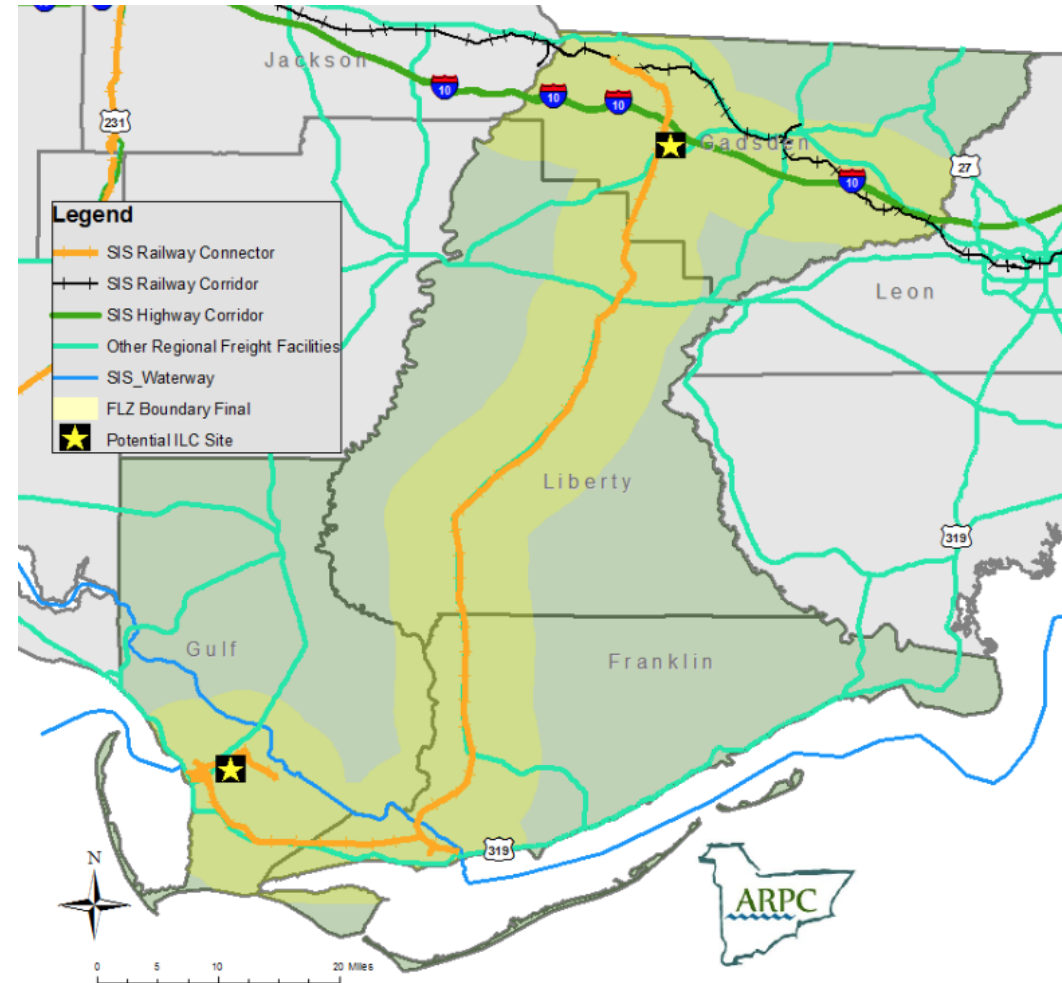 Jackson
10
10
10
231
Gadsden
27
10
Legend
SIS Railway Connector
SIS Railway Corridor
SIS Highway Corridor
Other Regional Freight Facilities
SIS_Waterway
FLZ Boundary Final
Potential ILC Site
Leon
Liberty
319
Gulf
Franklin
319
N
ARPC
0 5 10 20 Miles